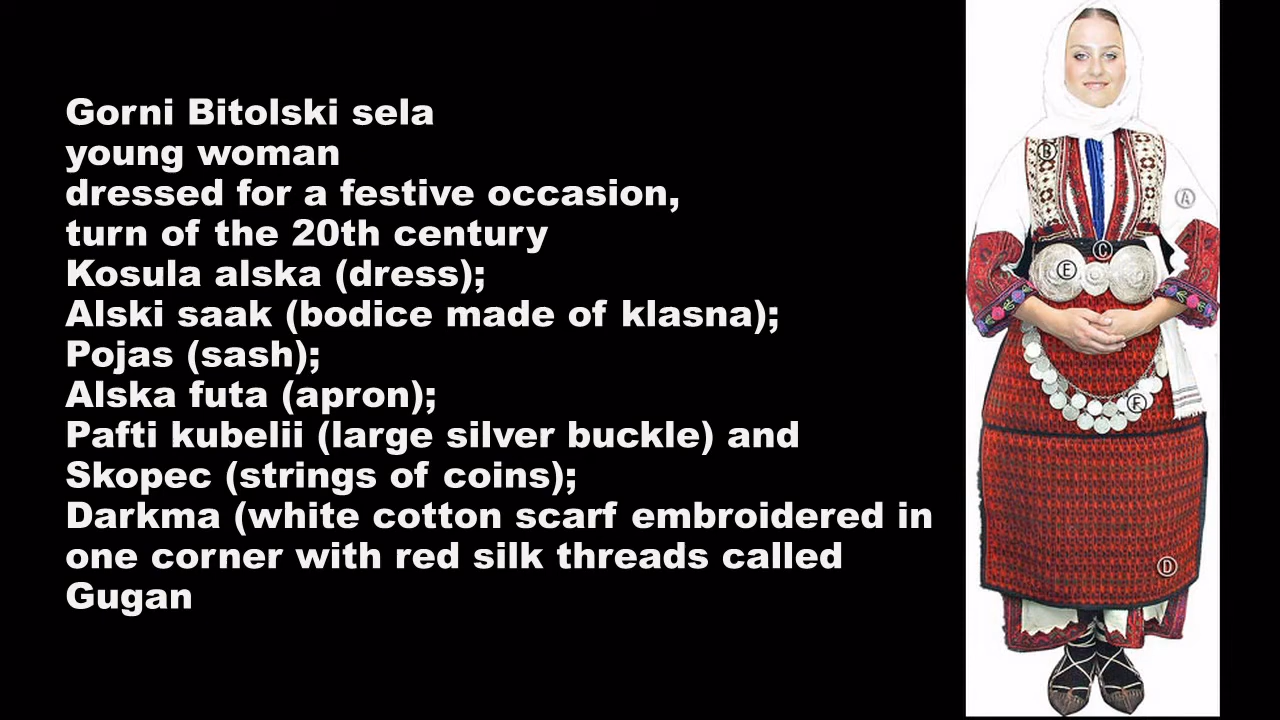 Gorni Bitolski sela
young woman
dressed for a festive occasion,
turn of the 20th century
Kosula alska (dress);
Alski saak (bodice made of klasna);
Pojas (sash);
Alska futa (apron);
Pafti kubelii (large silver buckle) and
Skopec (strings of coins);
Darkma (white cotton scarf embroidered in
one corner with red silk threads called
Gugan
B
A
C
E
F
D